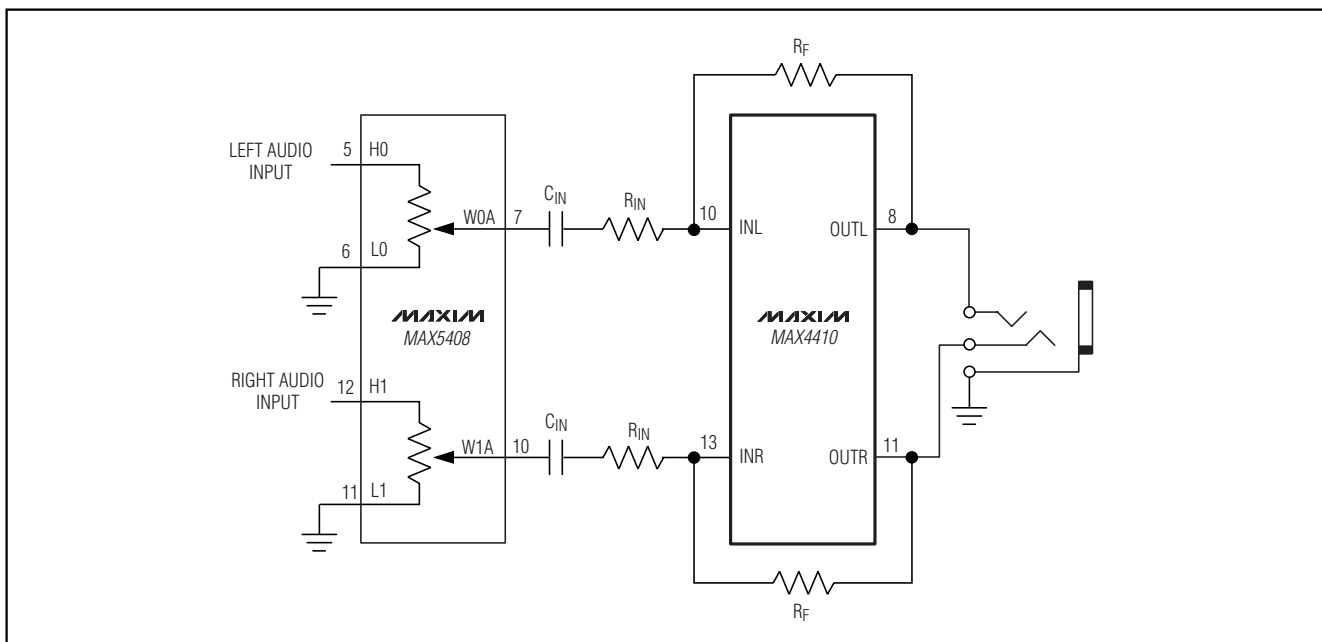 RF
LEFT AUDIO
INPUT
5
H0
CIN
RIN
W0A
7
10
INL
OUTL
8
6
L0
MAXIM
MAX5408
MAXIM
MAX4410
RIGHT AUDIO
INPUT
12
H1
CIN
RIN
W1A
10
13
INR
OUTR
11
11
L1
RF